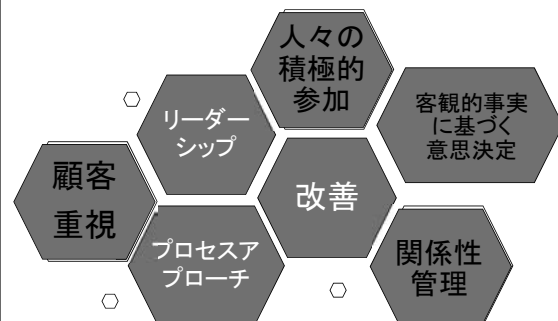 人々の
積極的
参加
リーダー
シップ
客観的事実
に基づく
意思決定
顧客
重視
改善
プロセスア
プローチ
関係性
管理